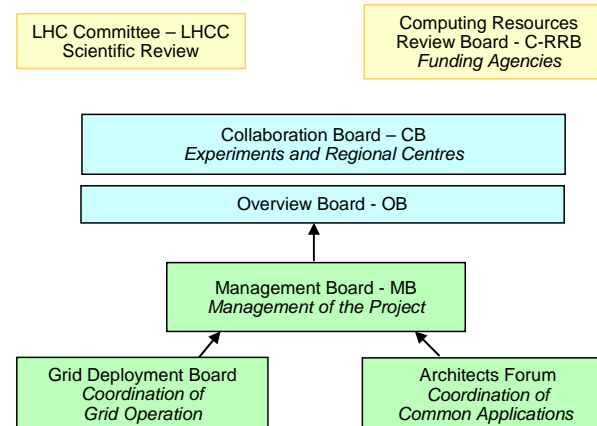 LHC Committee – LHCC
Scientific Review
Computing Resources
Review Board - C-RRB
Funding Agencies
Collaboration Board – CB
Experiments and Regional Centres
Overview Board - OB
Management Board - MB
Management of the Project
Grid Deployment Board
Coordination of
Grid Operation
Architects Forum
Coordination of
Common Applications